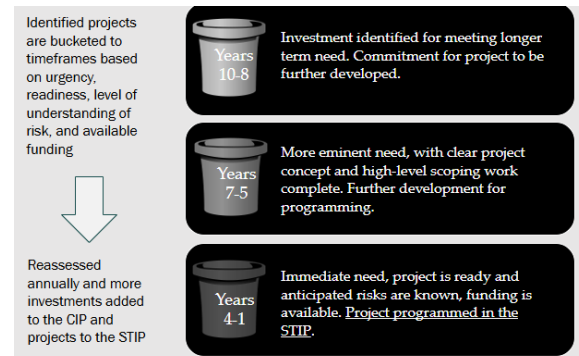 Identified projects
are bucketed to
timeframes based
on urgency,
readiness, level of
understanding of
risk, and available
funding
Reassessed
annually and more
investments added
to the CIP and
projects to the STIP
Years
10-8
Investment identified for meeting longer
term need. Commitment for project to be
further developed.
Years
7-5
More eminent need, with clear project
concept and high-level scoping work
complete. Further development for
programming.
Years
4-1
Immediate need, project is ready and
anticipated risks are known, funding is
available. Project programmed in the
STIP.